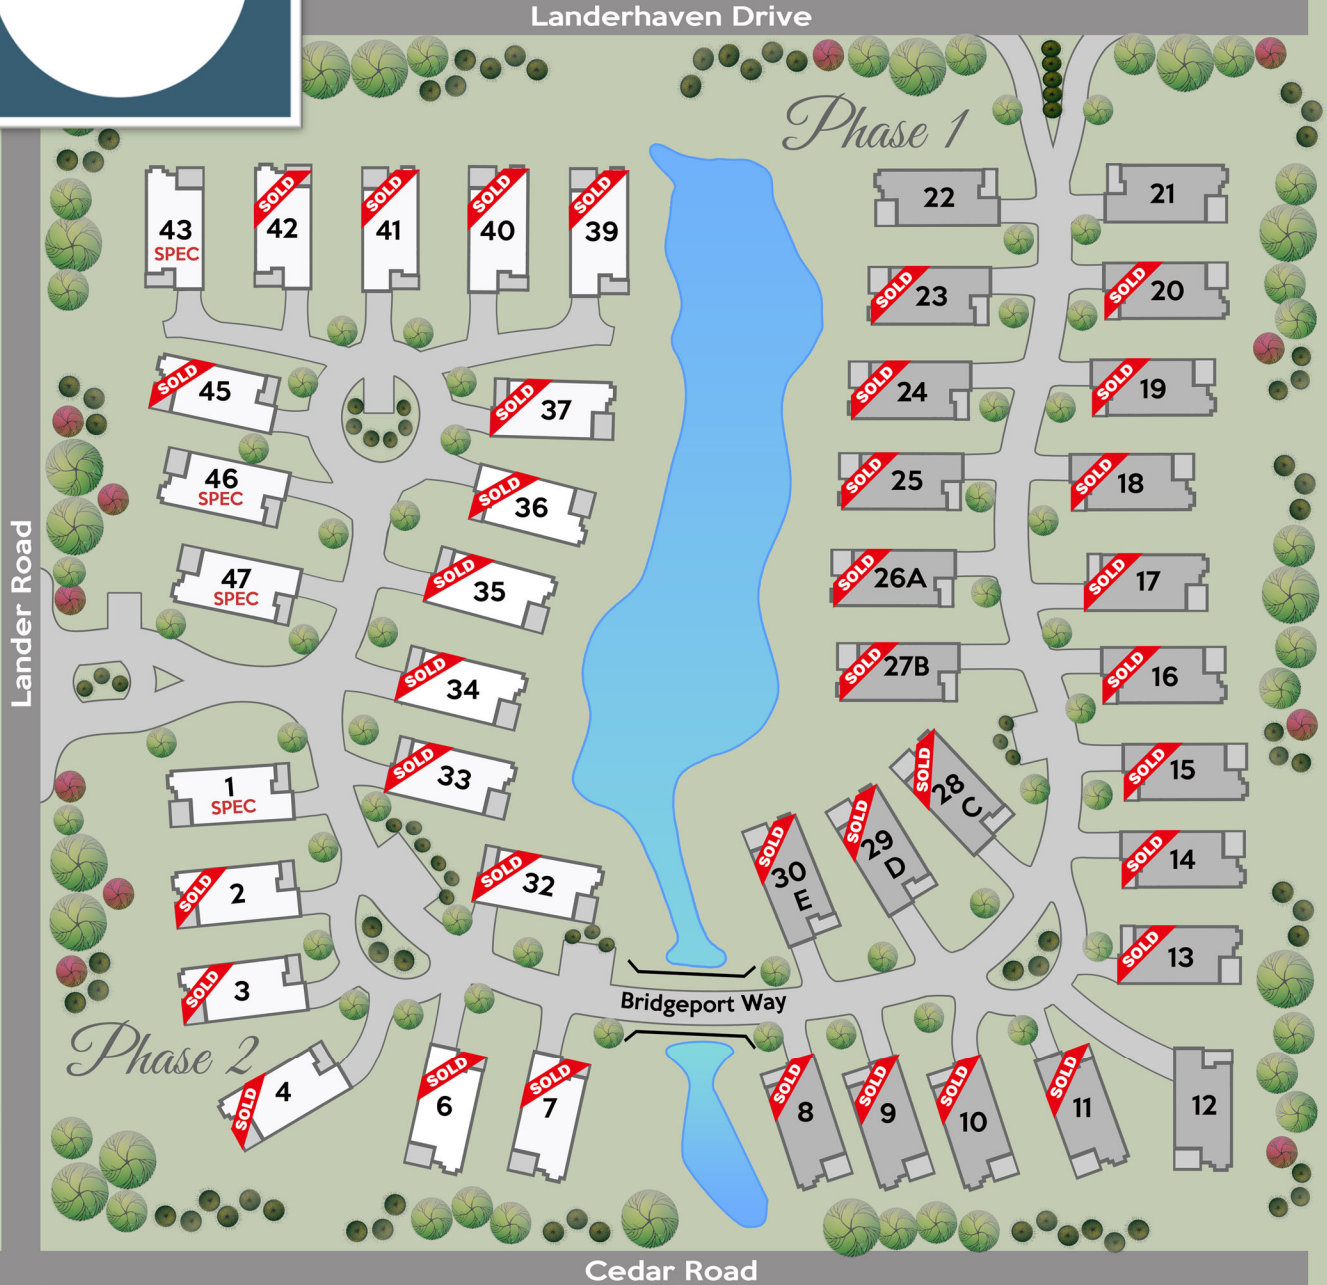 Landerhaven Drive
Phase 1
43
SPEC
SOLD
42
SOLD
41
SOLD
40
SOLD
39
22
21
SOLD
23
SOLD
20
SOLD
45
SOLD
37
SOLD
24
SOLD
19
46
SPEC
SOLD
36
SOLD
25
SOLD
18
47
SPEC
SOLD
35
SOLD
26A
SOLD
17
Lander Road
SOLD
34
SOLD
27B
SOLD
16
1
SPEC
SOLD
33
SOLD
28
C
SOLD
15
SOLD
2
SOLD
32
SOLD
30
E
SOLD
29
D
SOLD
14
SOLD
3
Bridgeport Way
SOLD
13
Phase 2
SOLD
4
SOLD
6
SOLD
7
SOLD
8
SOLD
9
SOLD
10
SOLD
11
12
Cedar Road